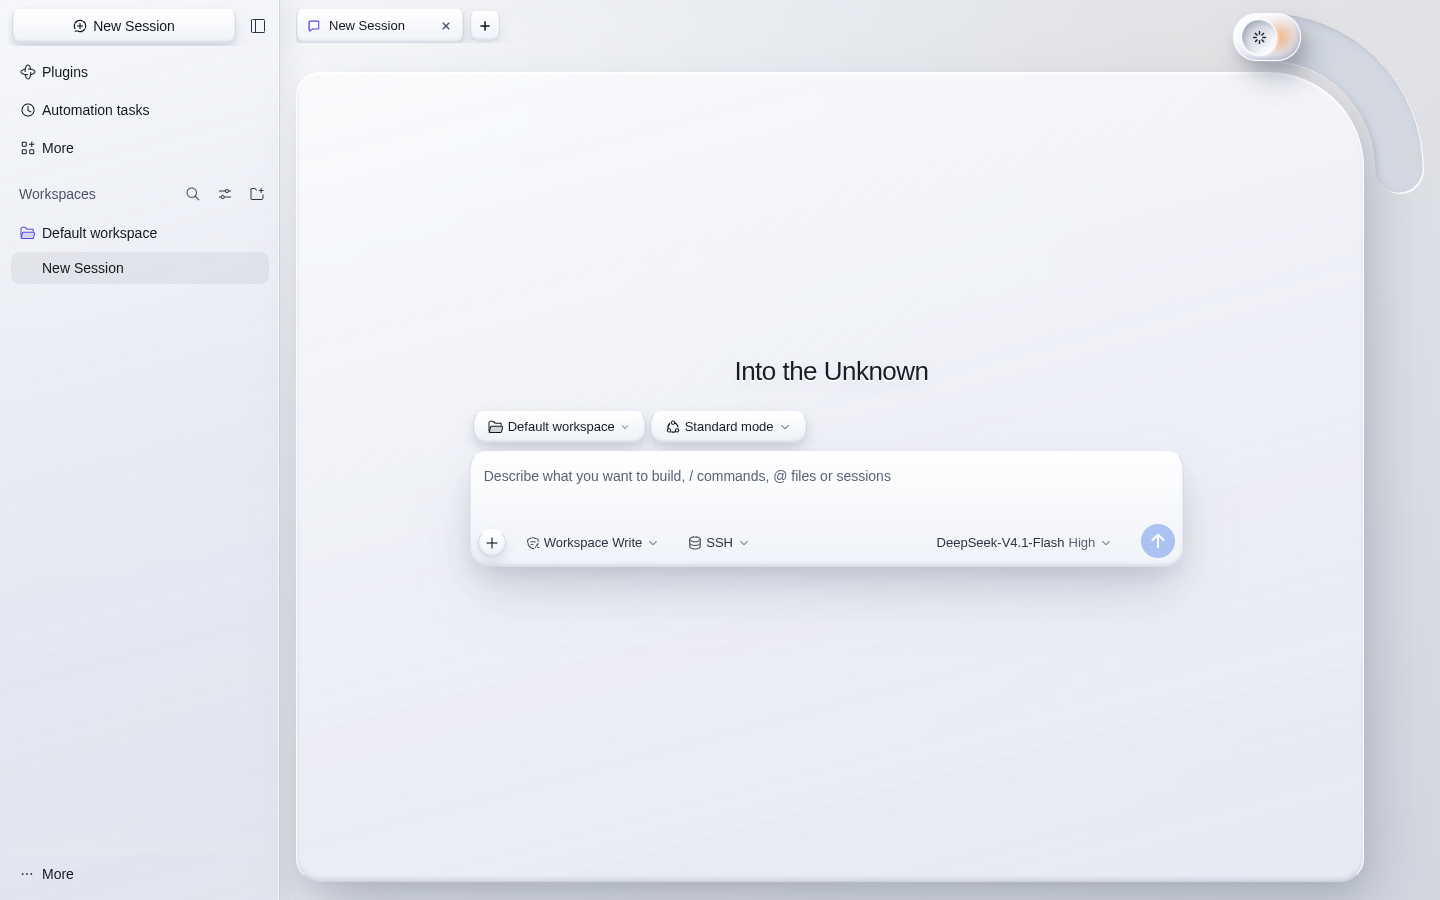 New Session
Plugins
Automation tasks
More
Workspaces
Default workspace
New Session
More
New Session
Into the Unknown
Default workspace
Standard mode
Describe what you want to build, / commands, @ files or sessions
Workspace Write
SSH
DeepSeek-V4.1-Flash High